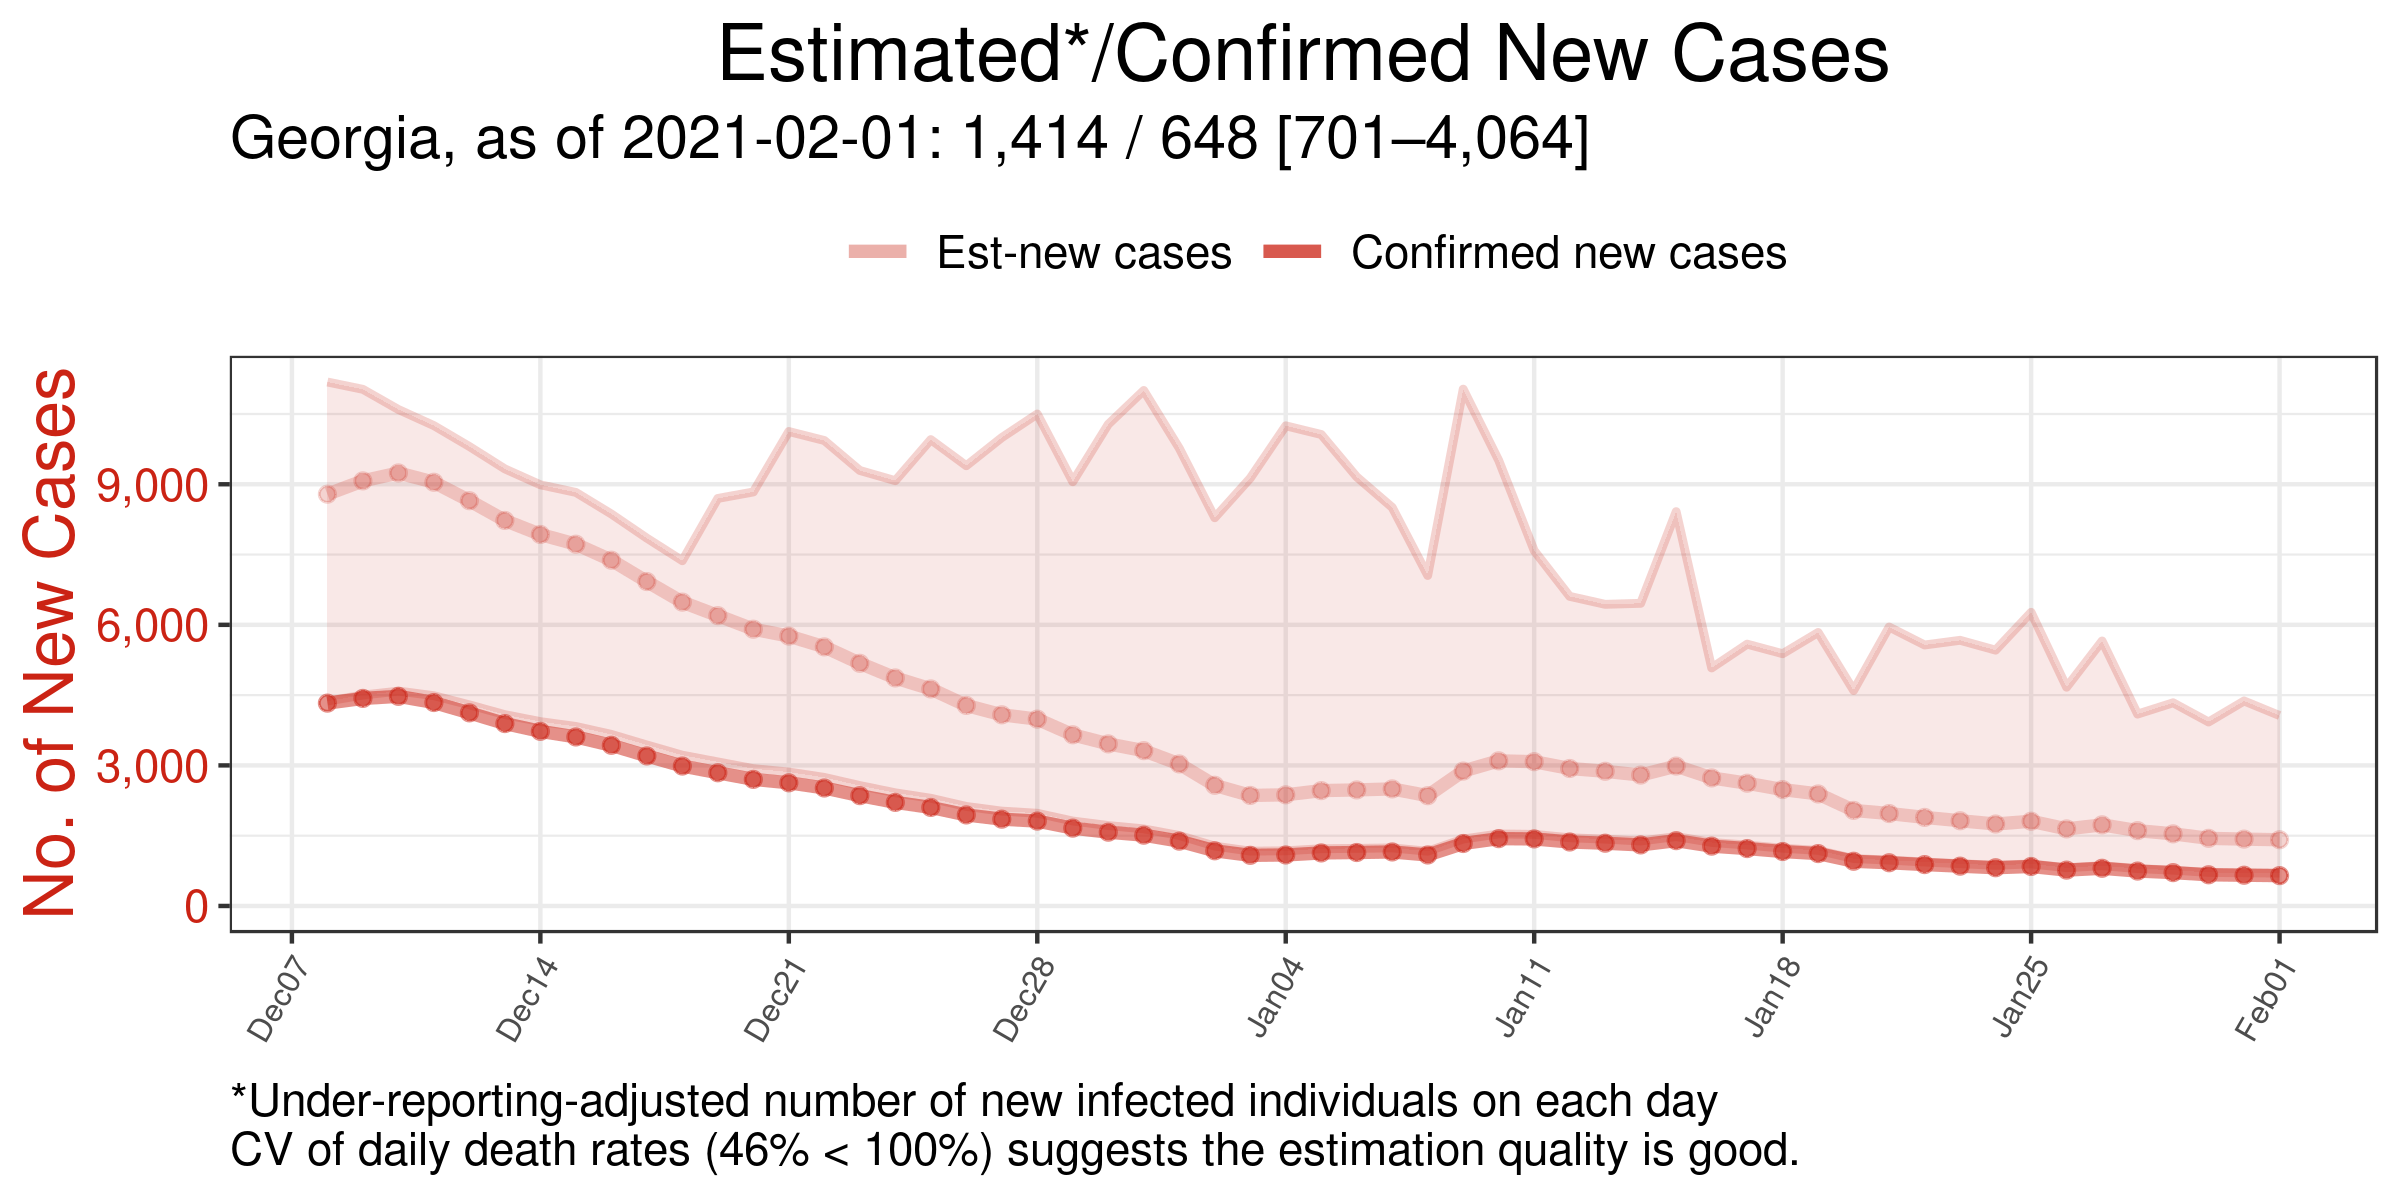 Estimated*/Confirmed New Cases
Georgia, as of 2021-02-01: 1,414 / 648 [701–4,064]
Est-new cases
Confirmed new cases
No. of New Cases
9,000
6,000
3,000
0
Dec07
Dec14
Dec21
Dec28
Jan04
Jan11
Jan18
Jan25
Feb01
*Under-reporting-adjusted number of new infected individuals on each day
CV of daily death rates (46% < 100%) suggests the estimation quality is good.